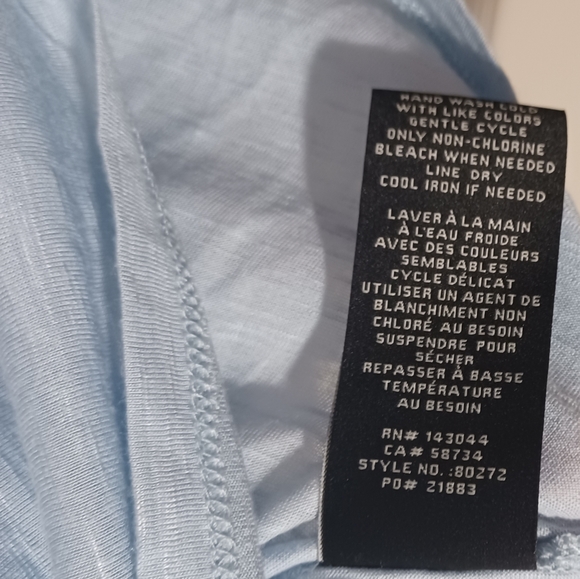 HAND WASH COLD
WITH LIKE COLORS
GENTLE CYCLE
ONLY NON-CHLORINE
BLEACH WHEN NEEDED
LINE DRY
COOL IRON IF NEEDED
LAVER À LA MAIN
À L'EAU FROIDE
AVEC DES COULEURS
SEMBLABLES
CYCLE DÉLICAT
UTILISER UN AGENT DE
BLANCHIMENT NON
CHLORÉ AU BESOIN
SUSPENDRE POUR
SÉCHER
REPASSER À BASSE
TEMPÉRATURE
AU BESOIN
RN# 143044
CA# 58734
STYLE NO.:80272
PO# 21883